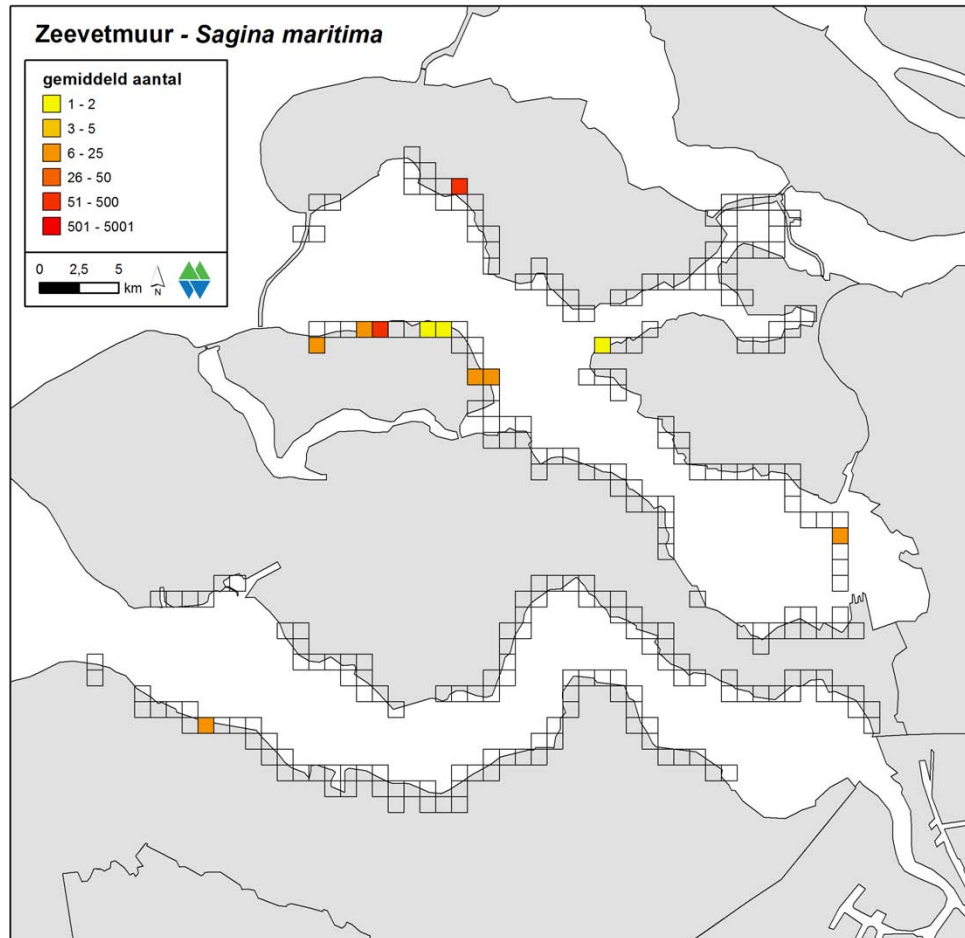 Zeevetmuur - Sagina maritima
gemiddeld aantal
1 - 2
3 - 5
6 - 25
26 - 50
51 - 500
501 - 5001
0 2,5 5
km
N